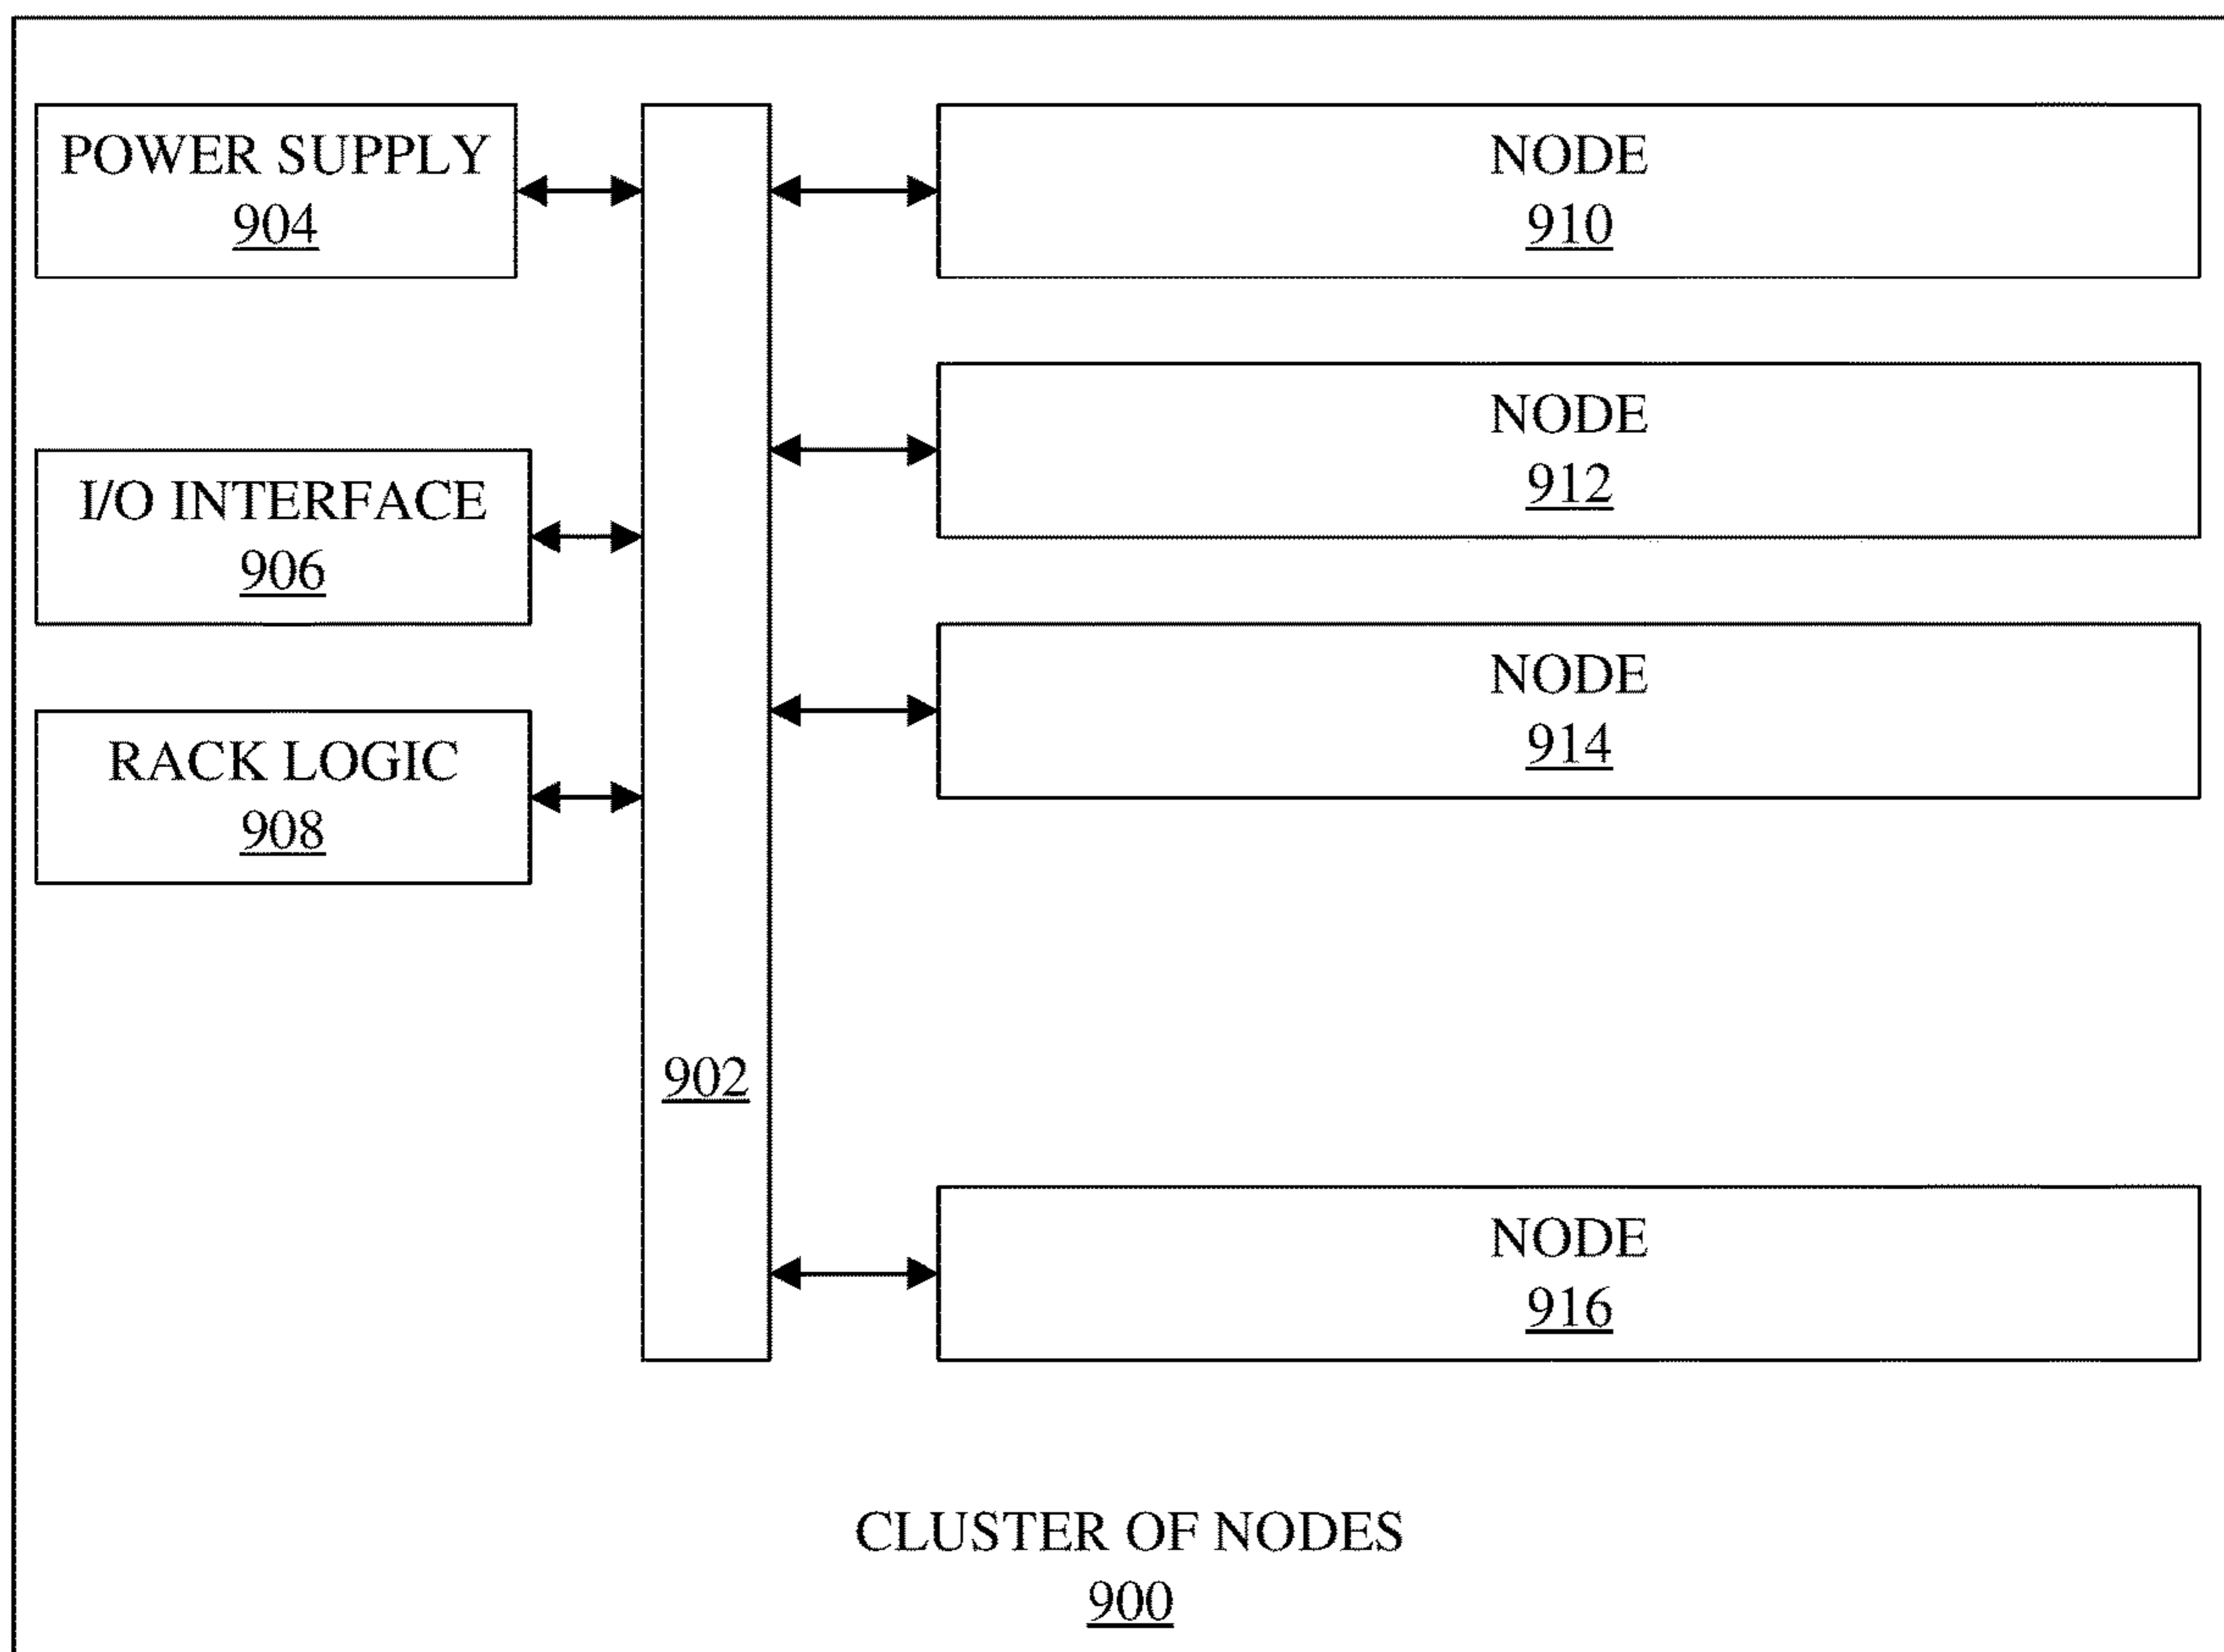 POWER SUPPLY
904
I/O INTERFACE
906
RACK LOGIC
908
902
NODE
910
NODE
912
NODE
914
NODE
916
CLUSTER OF NODES
900